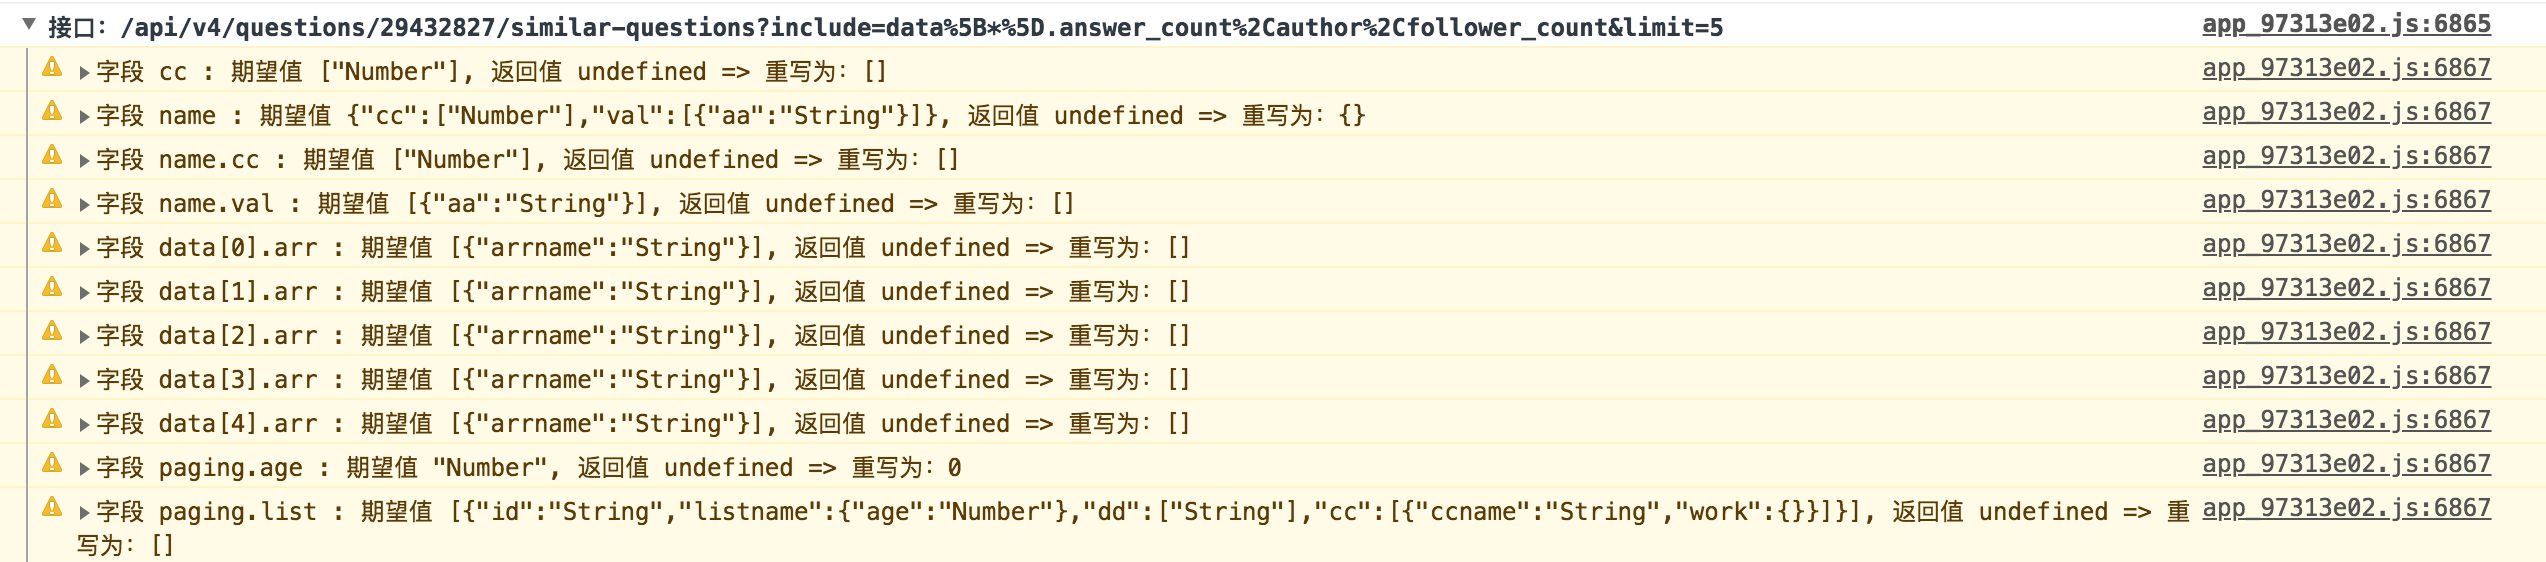 接口：/api/v4/questions/29432827/similar-questions?include=data%5B*%5D.answer_count%2Cauthor%2Cfollower_count&limit=5 app_97313e02.js:6865
字段 cc : 期望值 ["Number"], 返回值 undefined => 重写为：[] app_97313e02.js:6867
字段 name : 期望值 {"cc":["Number"],"val":[{"aa":"String"}]}, 返回值 undefined => 重写为：{} app_97313e02.js:6867
字段 name.cc : 期望值 ["Number"], 返回值 undefined => 重写为：[] app_97313e02.js:6867
字段 name.val : 期望值 [{"aa":"String"}], 返回值 undefined => 重写为：[] app_97313e02.js:6867
字段 data[0].arr : 期望值 [{"arrname":"String"}], 返回值 undefined => 重写为：[] app_97313e02.js:6867
字段 data[1].arr : 期望值 [{"arrname":"String"}], 返回值 undefined => 重写为：[] app_97313e02.js:6867
字段 data[2].arr : 期望值 [{"arrname":"String"}], 返回值 undefined => 重写为：[] app_97313e02.js:6867
字段 data[3].arr : 期望值 [{"arrname":"String"}], 返回值 undefined => 重写为：[] app_97313e02.js:6867
字段 data[4].arr : 期望值 [{"arrname":"String"}], 返回值 undefined => 重写为：[] app_97313e02.js:6867
字段 paging.age : 期望值 "Number", 返回值 undefined => 重写为：0 app_97313e02.js:6867
字段 paging.list : 期望值 [{"id":"String","listname":{"age":"Number"},"dd":["String"],"cc":[{"ccname":"String","work":{}}]}], 返回值 undefined => 重 app_97313e02.js:6867
写为：[]